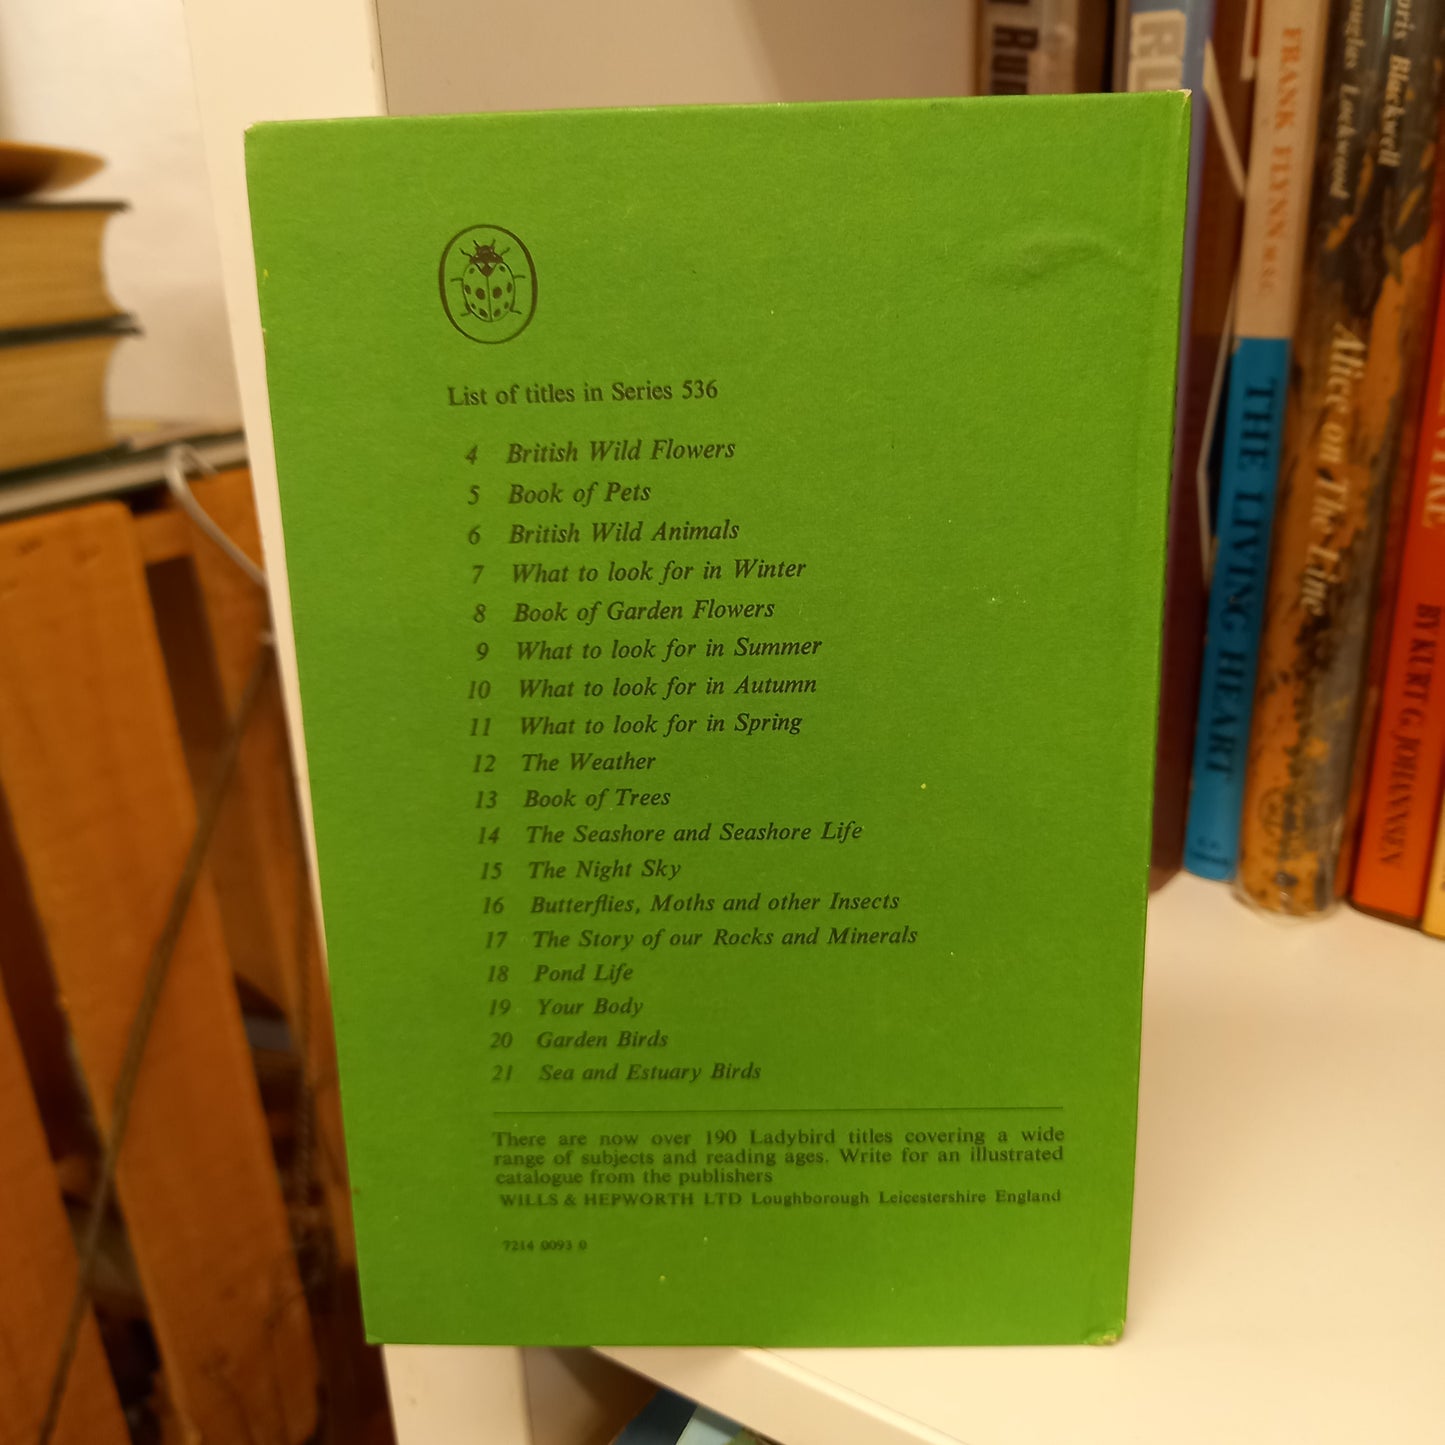 List of titles in Series 536
4 British Wild Flowers
5 Book of Pets
6 British Wild Animals
7 What to look for in Winter
8 Book of Garden Flowers
9 What to look for in Summer
10 What to look for in Autumn
11 What to look for in Spring
12 The Weather
13 Book of Trees
14 The Seashore and Seashore Life
15 The Night Sky
16 Butterflies, Moths and other Insects
17 The Story of our Rocks and Minerals
18 Pond Life
19 Your Body
20 Garden Birds
21 Sea and Estuary Birds
There are now over 190 Ladybird titles covering a wide
range of subjects and reading ages. Write for an illustrated
catalogue from the publishers
WILLS & HEPWORTH LTD Loughborough Leicestershire England
7214 0093 0
FRANK FLYNN M.S.C.
THE LIVING HEART
Douglas Lockwood
Doris Blackwell
Alice on The Line
BY KURT G. JOHANSEN